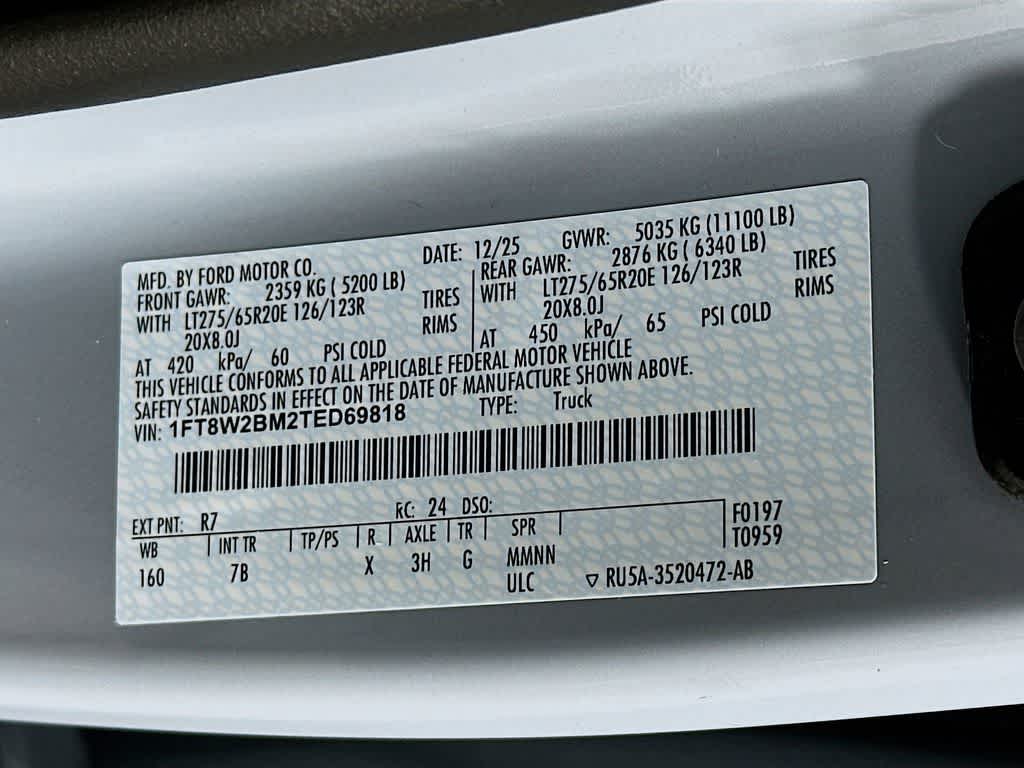 MFD. BY FORD MOTOR CO. DATE: 12/25 GVWR: 5035 KG (11100 LB)
FRONT GAWR: 2359 KG ( 5200 LB) REAR GAWR: 2876 KG ( 6340 LB)
WITH LT275/65R20E 126/123R TIRES WITH LT275/65R20E 126/123R TIRES
20X8.0J RIMS 20X8.0J RIMS
AT 420 kPa/ 60 PSI COLD AT 450 kPa/ 65 PSI COLD
THIS VEHICLE CONFORMS TO ALL APPLICABLE FEDERAL MOTOR VEHICLE
SAFETY STANDARDS IN EFFECT ON THE DATE OF MANUFACTURE SHOWN ABOVE.
VIN: 1FT8W2BM2TED69818 TYPE: Truck
EXT PNT: R7 RC: 24 DSO:
WB INT TR TP/PS R AXLE TR SPR F0197
160 7B X 3H G MMNN T0959
ULC ▽ RU5A-3520472-AB